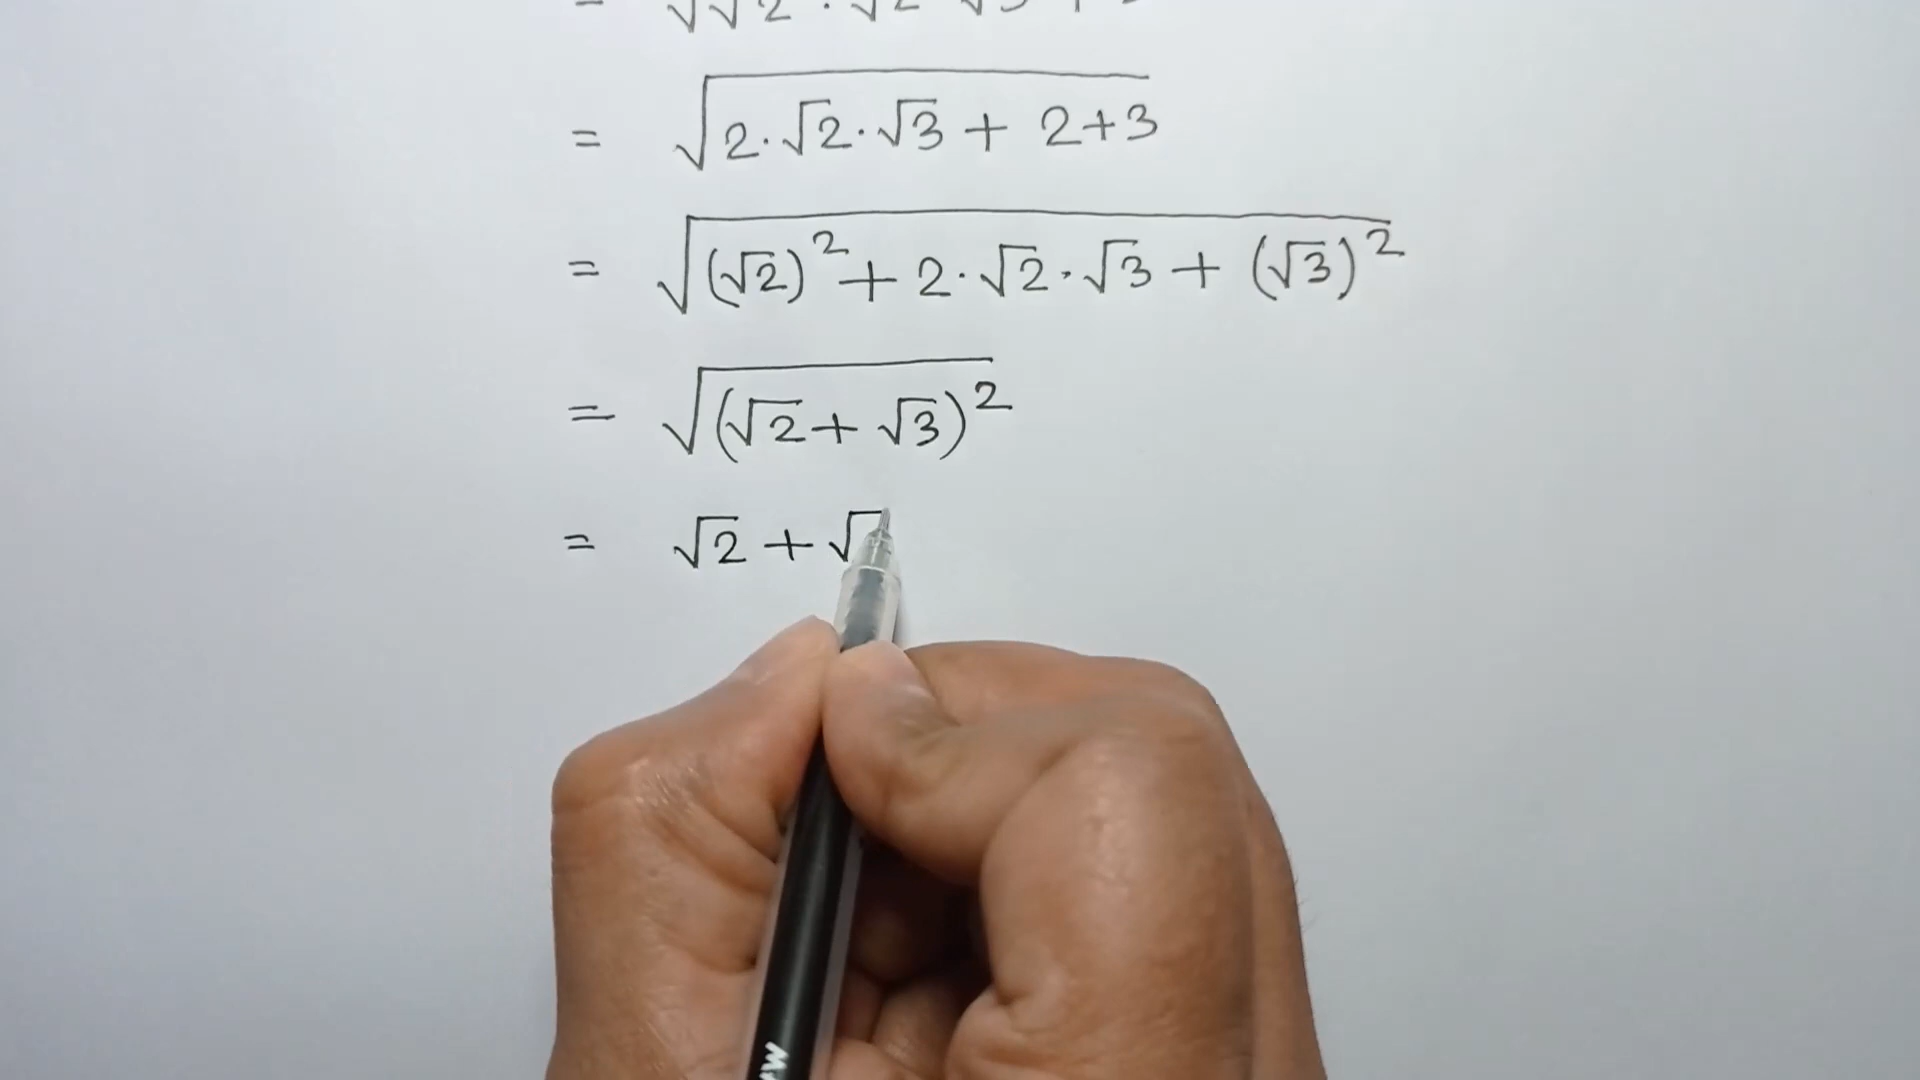 = √(2·√2·√3 + 2+3)
= √((√2)² + 2·√2·√3 + (√3)²)
= √((√2 + √3)²)
= √2 + √